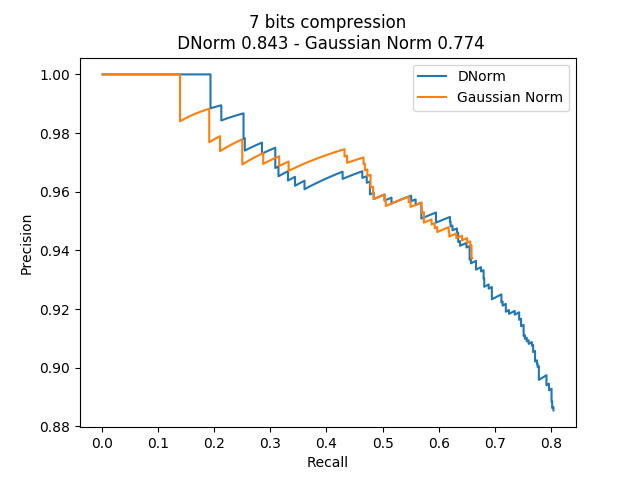 7 bits compression
DNorm 0.843 - Gaussian Norm 0.774
DNorm
Gaussian Norm
Precision
1.00
0.98
0.96
0.94
0.92
0.90
0.88
0.0 0.1 0.2 0.3 0.4 0.5 0.6 0.7 0.8
Recall